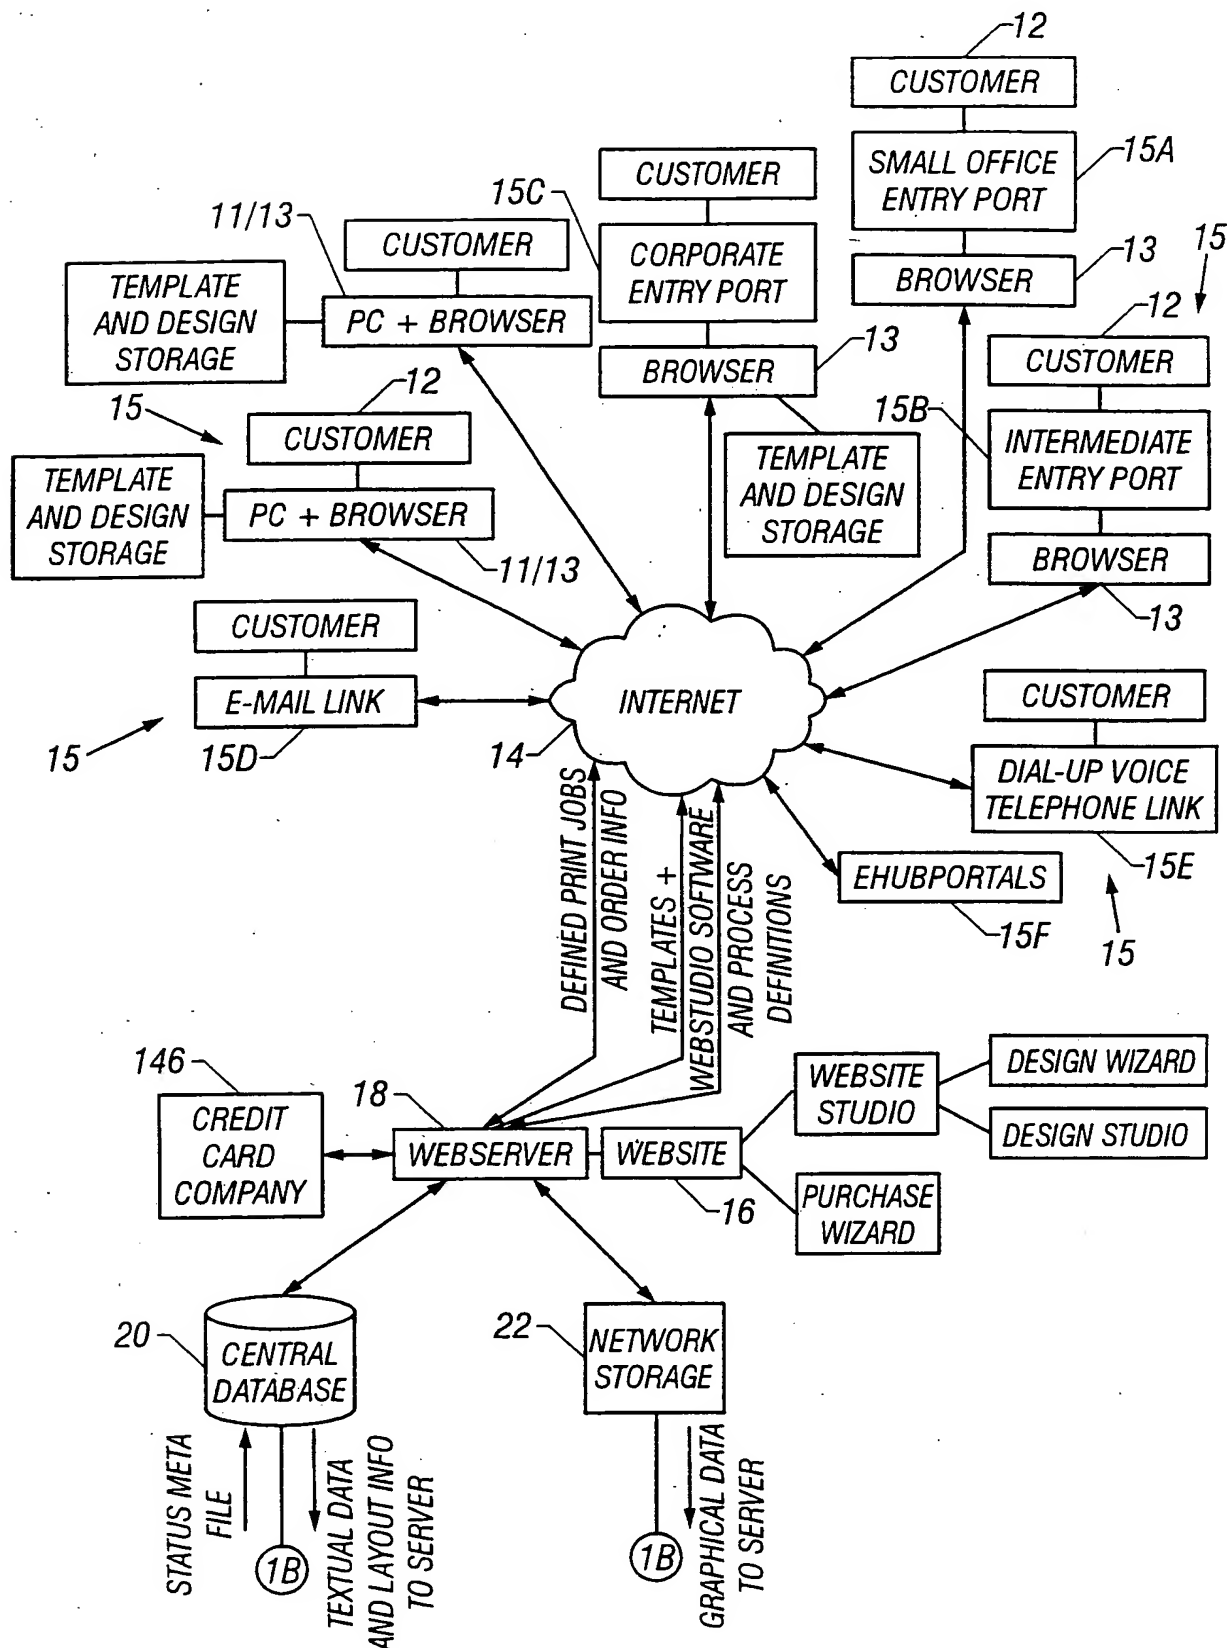 12
CUSTOMER
SMALL OFFICE
ENTRY PORT
15A
BROWSER
13
15
12
CUSTOMER
15B
INTERMEDIATE
ENTRY PORT
BROWSER
13
CUSTOMER
15C
CORPORATE
ENTRY PORT
13
BROWSER
TEMPLATE
AND DESIGN
STORAGE
11/13
CUSTOMER
TEMPLATE
AND DESIGN
STORAGE
PC + BROWSER
15
12
CUSTOMER
TEMPLATE
AND DESIGN
STORAGE
PC + BROWSER
11/13
CUSTOMER
E-MAIL LINK
15
15D
INTERNET
14
CUSTOMER
DIAL-UP VOICE
TELEPHONE LINK
15E
EHUBPORTALS
15F
15
DEFINED PRINT JOBS
AND ORDER INFO
TEMPLATES +
WEBSTUDIO SOFTWARE
AND PROCESS
DEFINITIONS
146
CREDIT
CARD
COMPANY
18
WEBSERVER
WEBSITE
16
WEBSITE
STUDIO
DESIGN WIZARD
DESIGN STUDIO
PURCHASE
WIZARD
20
CENTRAL
DATABASE
22
NETWORK
STORAGE
STATUS META
FILE
1B
TEXTUAL DATA
AND LAYOUT INFO
TO SERVER
1B
GRAPHICAL DATA
TO SERVER